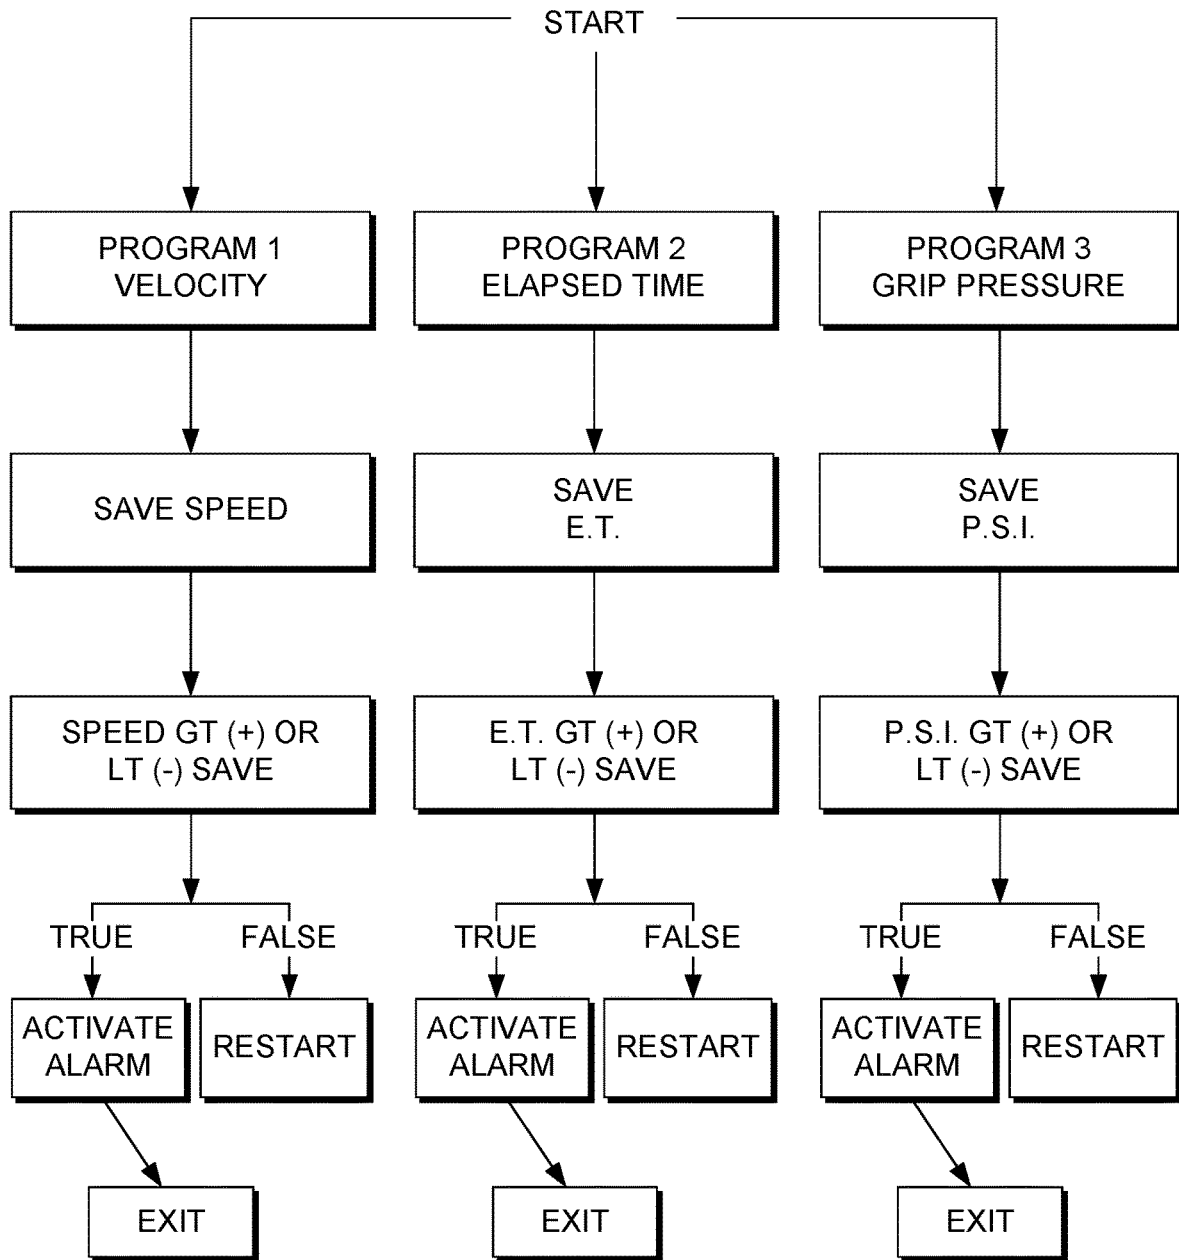 START
PROGRAM 1
VELOCITY
PROGRAM 2
ELAPSED TIME
PROGRAM 3
GRIP PRESSURE
SAVE SPEED
SAVE
E.T.
SAVE
P.S.I.
SPEED GT (+) OR
LT (-) SAVE
E.T. GT (+) OR
LT (-) SAVE
P.S.I. GT (+) OR
LT (-) SAVE
TRUE
FALSE
TRUE
FALSE
TRUE
FALSE
ACTIVATE
ALARM
RESTART
ACTIVATE
ALARM
RESTART
ACTIVATE
ALARM
RESTART
EXIT
EXIT
EXIT